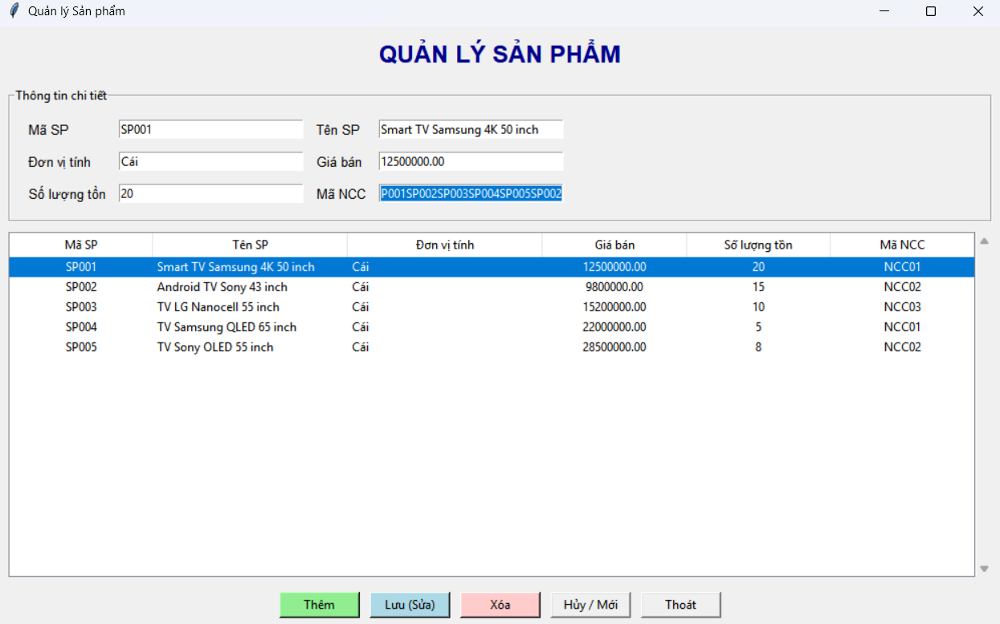 Quản lý Sản phẩm
QUẢN LÝ SẢN PHẨM
Thông tin chi tiết
Mã SP SP001 Tên SP Smart TV Samsung 4K 50 inch
Đơn vị tính Cái Giá bán 12500000.00
Số lượng tồn 20 Mã NCC P001SP002SP003SP004SP005SP002
Mã SP Tên SP Đơn vị tính Giá bán Số lượng tồn Mã NCC
SP001 Smart TV Samsung 4K 50 inch Cái 12500000.00 20 NCC01
SP002 Android TV Sony 43 inch Cái 9800000.00 15 NCC02
SP003 TV LG Nanocell 55 inch Cái 15200000.00 10 NCC03
SP004 TV Samsung QLED 65 inch Cái 22000000.00 5 NCC01
SP005 TV Sony OLED 55 inch Cái 28500000.00 8 NCC02
Thêm Lưu (Sửa) Xóa Hủy / Mới Thoát